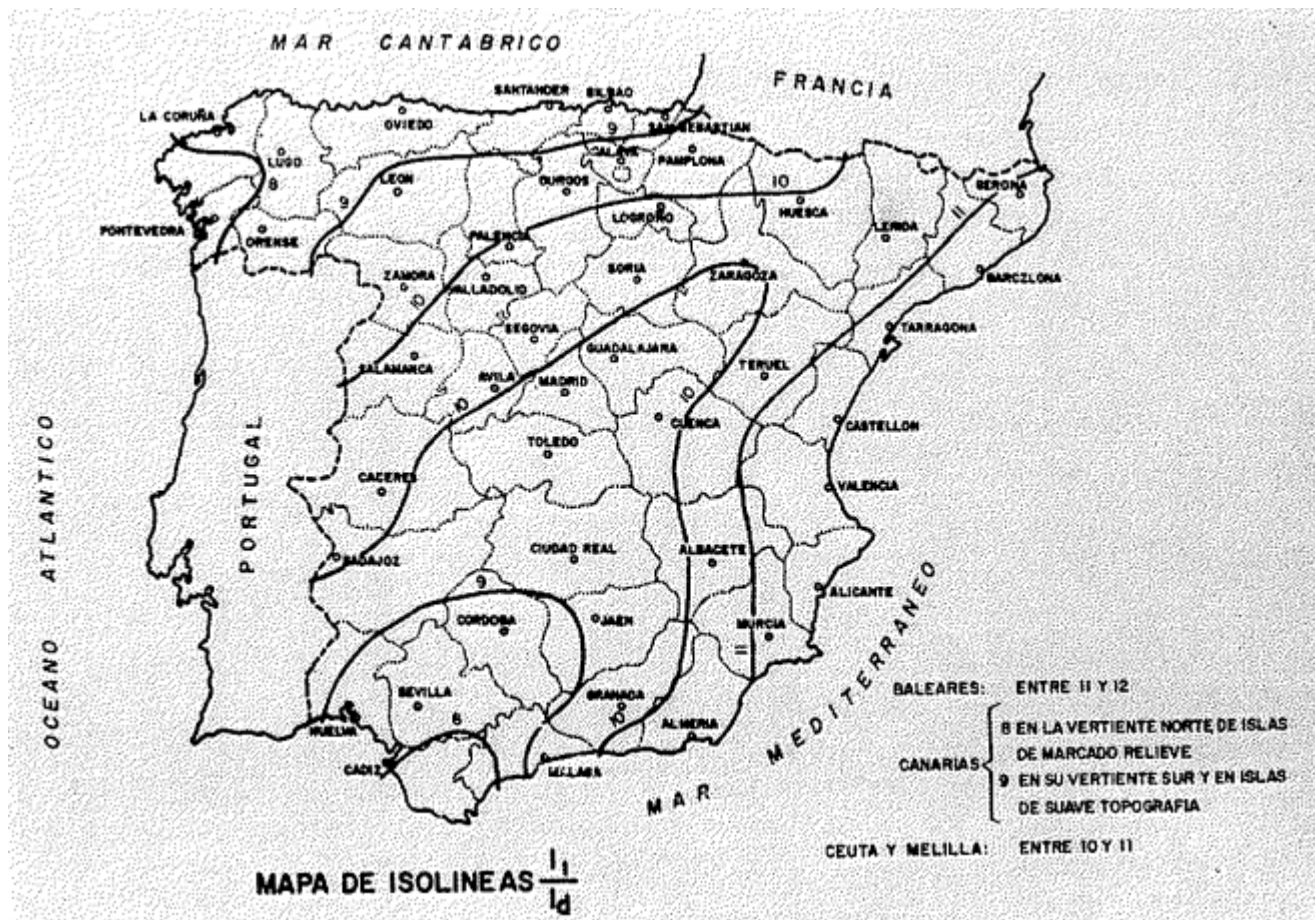 MAR CANTABRICO
FRANCIA
SANTANDER
BILBAO
LA CORUÑA
OVIEDO
SAN SEBASTIAN
9
LUGO
PAMPLONA
8
LEON
BURGOS
10
GERONA
9
LOGROÑO
HUESCA
11
PONTEVEDRA
ORENSE
PALENCIA
LERIDA
ZAMORA
VALLADOLID
SORIA
ZARAGOZA
BARCZLONA
10
SEGOVIA
TARRAGONA
SALAMANCA
GUADALAJARA
TERUEL
AVILA
MADRID
10
10
CUENCA
CASTELLON
TOLEDO
CACERES
VALENCIA
PORTUGAL
OCEANO ATLANTICO
BADAJOZ
CIUDAD REAL
ALBACETE
9
ALICANTE
CORDOBA
JAEN
MURCIA
11
SEVILLA
GRANADA
10
8
ALMERIA
HUELVA
CADIZ
MALAGA
MAR MEDITERRANEO
BALEARES: ENTRE 11 Y 12
CANARIAS
8 EN LA VERTIENTE NORTE, DE ISLAS
DE MARCADO RELIEVE
9 EN SU VERTIENTE SUR Y EN ISLAS
DE SUAVE TOPOGRAFIA
CEUTA Y MELILLA: ENTRE 10 Y 11
MAPA DE ISOLINEAS I1/Id